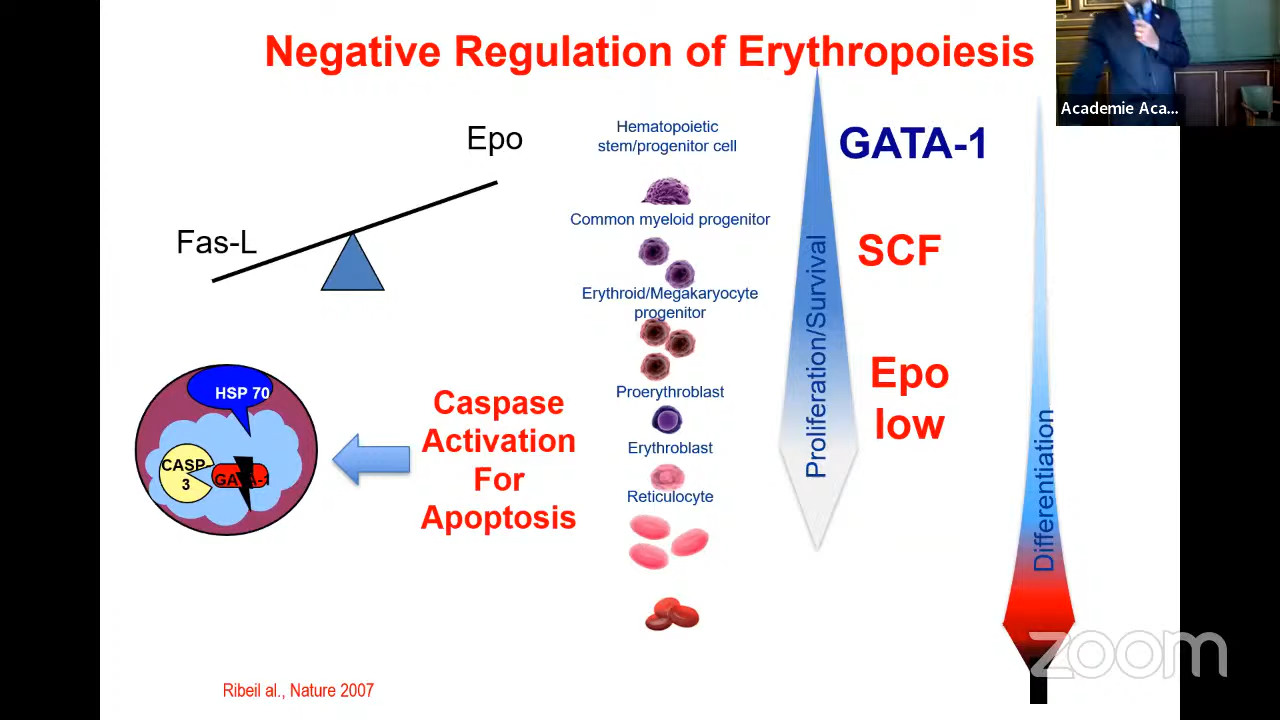 Negative Regulation of Erythropoiesis
Academie Aca...
Epo
Fas-L
Hematopoietic
stem/progenitor cell
Common myeloid progenitor
Erythroid/Megakaryocyte
progenitor
Proerythroblast
Erythroblast
Reticulocyte
Proliferation/Survival
GATA-1
SCF
Epo
low
Differentiation
HSP 70
CASP-
3
GATA-1
Caspase
Activation
For
Apoptosis
Ribeil al., Nature 2007
zoom